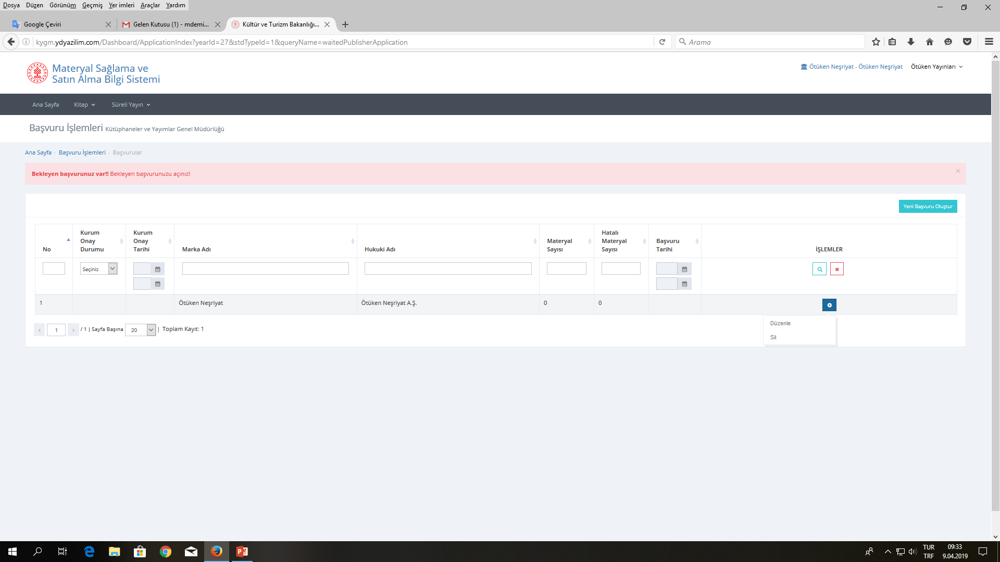 Dosya Düzen Görünüm Geçmiş Yer imleri Araçlar Yardım
Google Çeviri
Gelen Kutusu (1) - mdemi...
Kültür ve Turizm Bakanlığı...
kygm.ydyazilim.com/Dashboard/ApplicationIndex?yearId=27&stdTypeId=1&queryName=waitedPublisherApplication
Arama
Materyal Sağlama ve
Satın Alma Bilgi Sistemi
Ötüken Neşriyat - Ötüken Neşriyat
Ötüken Yayınları
Ana Sayfa Kitap Süreli Yayın
Başvuru İşlemleri Kütüphaneler ve Yayımlar Genel Müdürlüğü
Ana Sayfa Başvuru İşlemleri Başvurular
Bekleyen başvurunuz var!! Bekleyen başvurunuzu açınız!
Yeni Başvuru Oluştur
No
Kurum Onay Durumu
Kurum Onay Tarihi
Marka Adı
Hukuki Adı
Materyal Sayısı
Hatalı Materyal Sayısı
Başvuru Tarihi
İŞLEMLER
Seçiniz
1 Ötüken Neşriyat Ötüken Neşriyat A.Ş. 0 0
1 / 1 | Sayfa Başına 20 | Toplam Kayıt: 1
Düzenle
Sil
TUR
TRF
09:33
9.04.2019